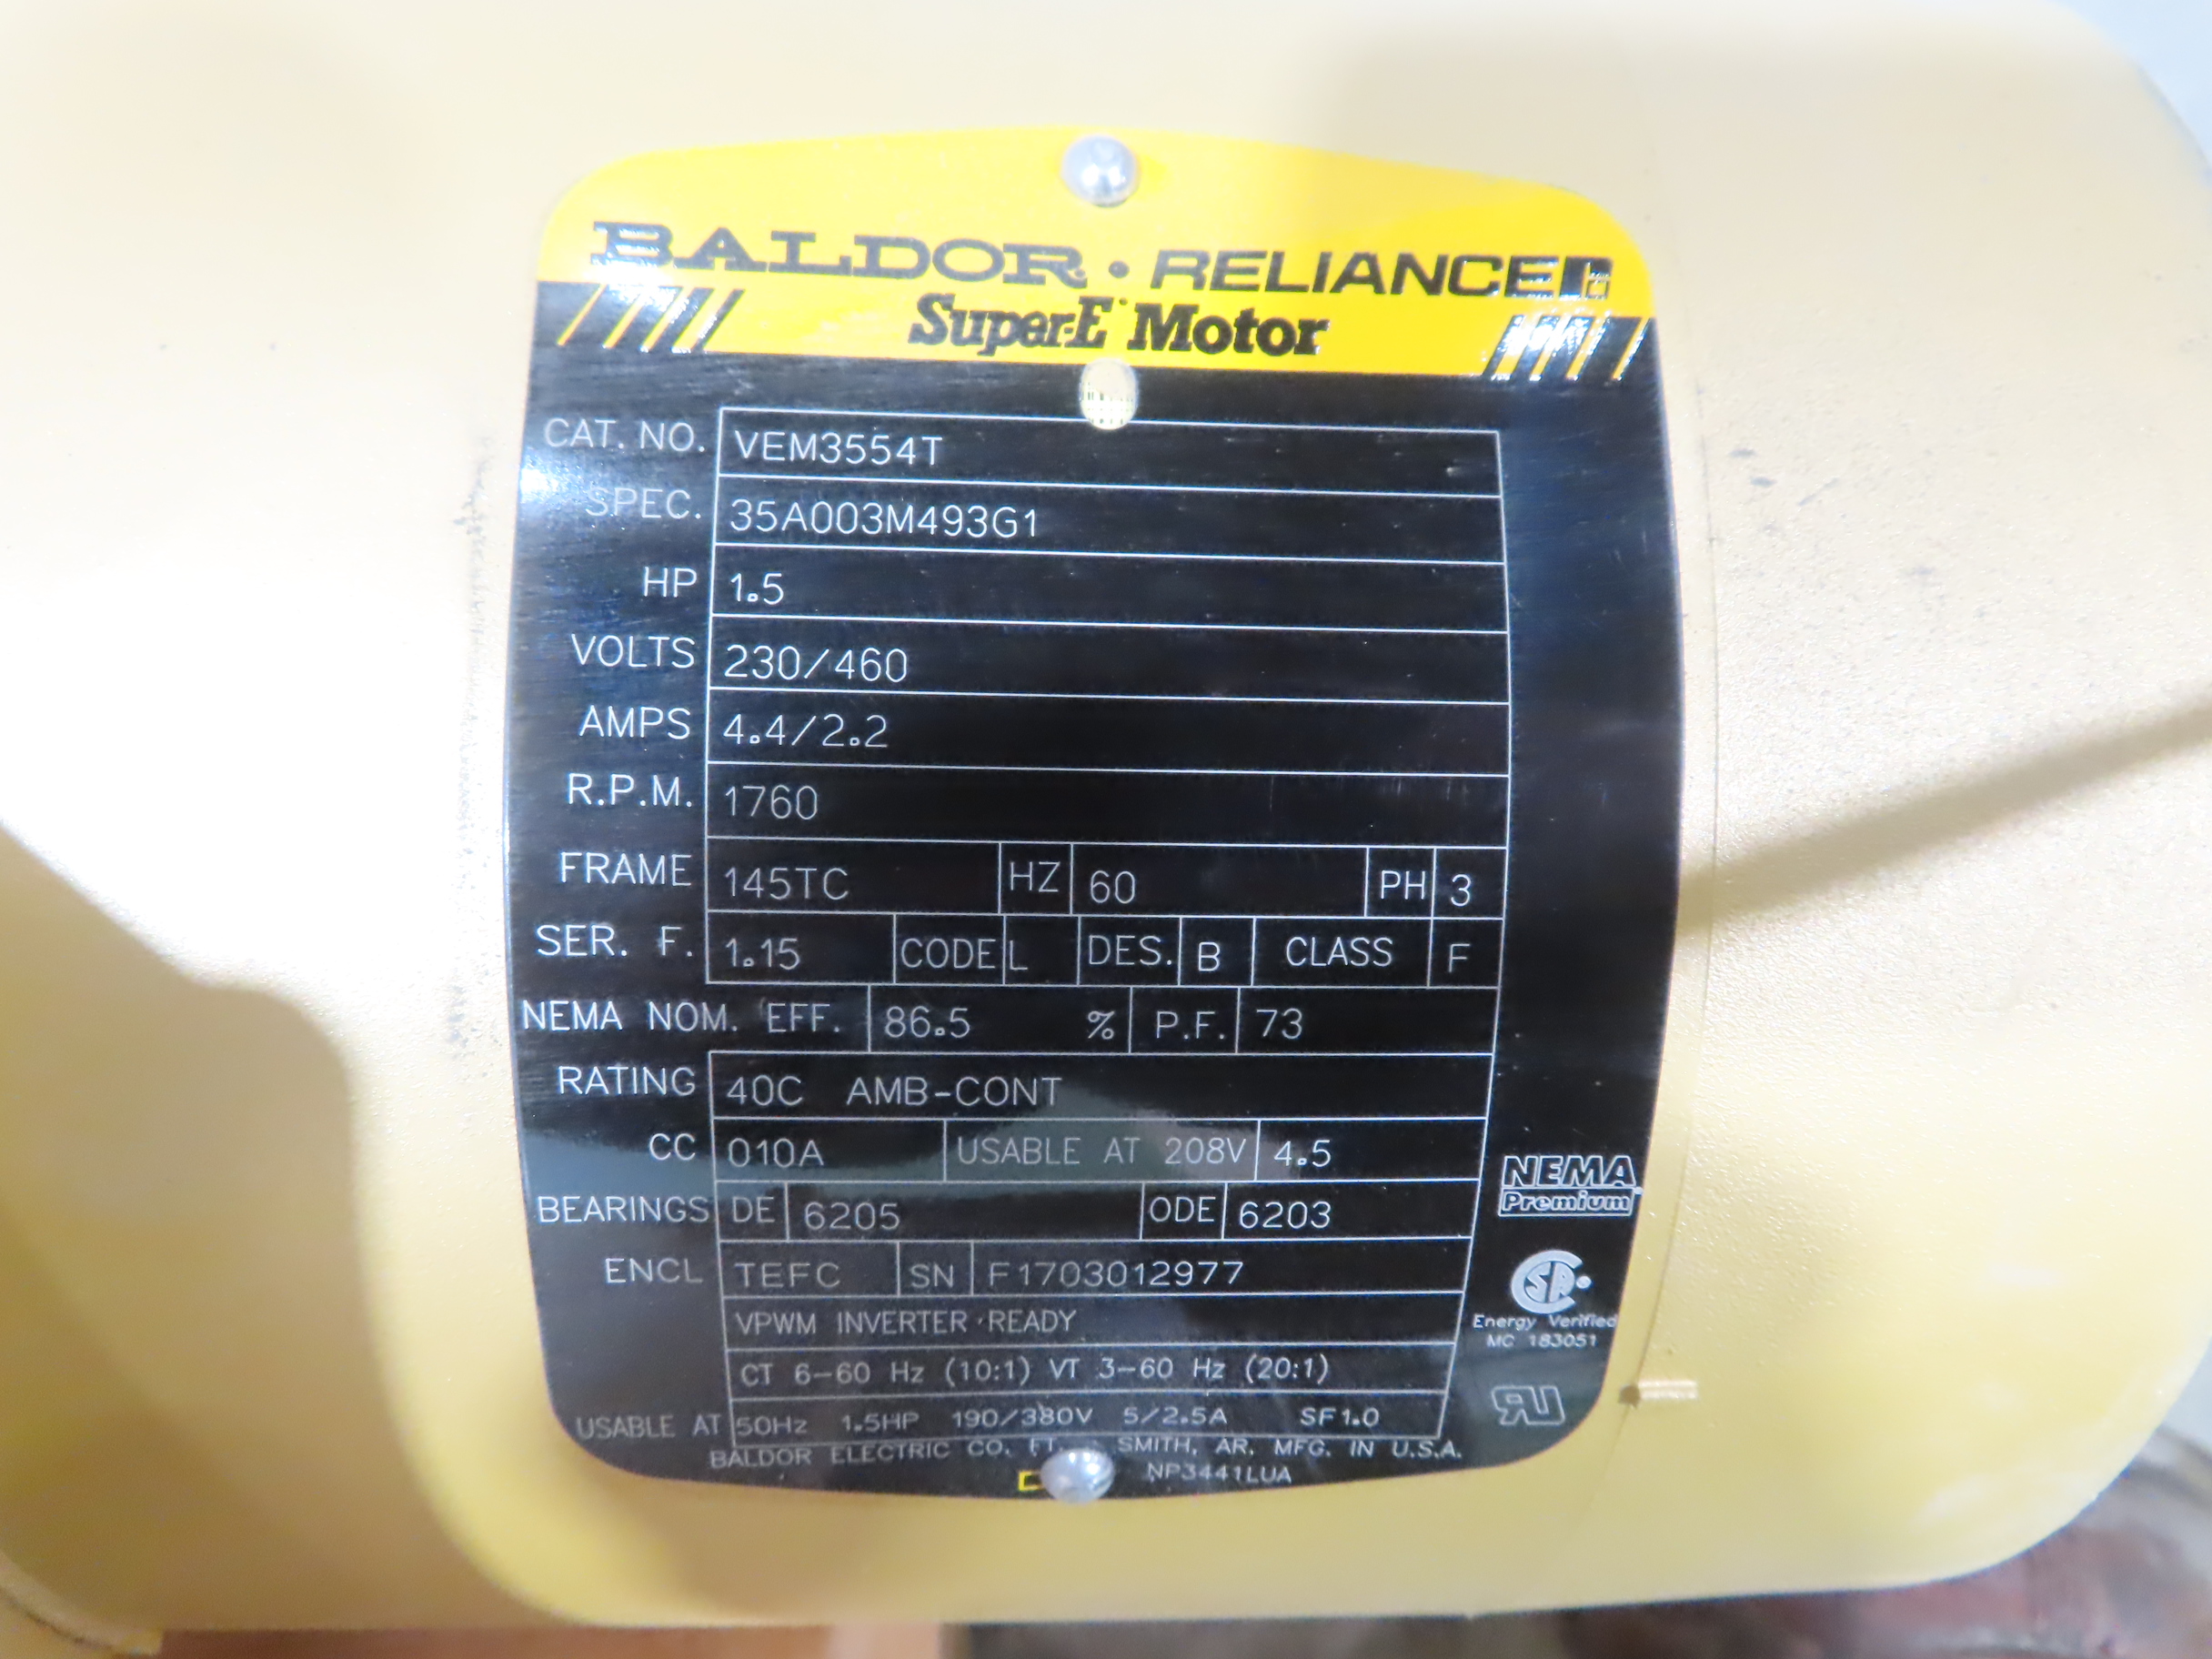 BALDOR • RELIANCE
Super-E Motor
CAT. NO. VEM3554T
SPEC. 35A003M493G1
HP 1.5
VOLTS 230/460
AMPS 4.4/2.2
R.P.M. 1760
FRAME 145TC HZ 60 PH 3
SER. F. 1.15 CODE L DES. B CLASS F
NEMA NOM. EFF. 86.5 % P.F. 73
RATING 40C AMB-CONT
CC 010A USABLE AT 208V 4.5
BEARINGS DE 6205 ODE 6203
ENCL TEFC SN F1703012977
VPWM INVERTER READY
CT 6-60 Hz (10:1) VT 3-60 Hz (20:1)
USABLE AT 50Hz 1.5HP 190/380V 5/2.5A SF1.0
BALDOR ELECTRIC CO. FT. SMITH, AR. MFG. IN U.S.A.
NP3441LUA
NEMA
Premium
SA
Energy Verified
MC 183051